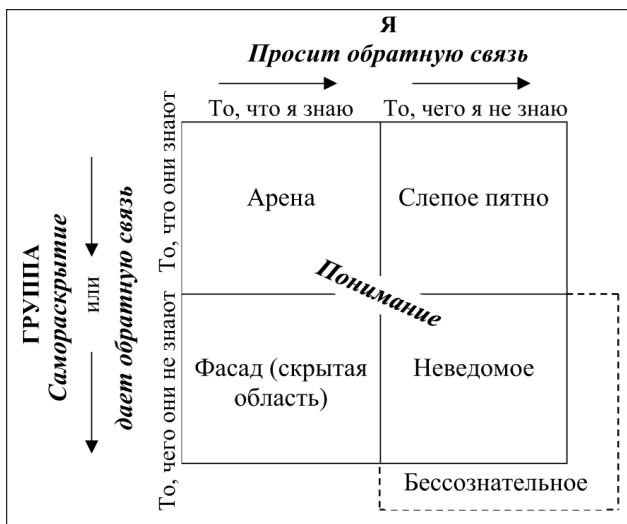 Я
Просит обратную связь
То, что я знаю
То, чего я не знаю
ГРУППА
Самораскрытие
или
дает обратную связь
То, что они знают
То, чего они не знают
Арена
Слепое пятно
Понимание
Фасад (скрытая
область)
Неведомое
Бессознательное